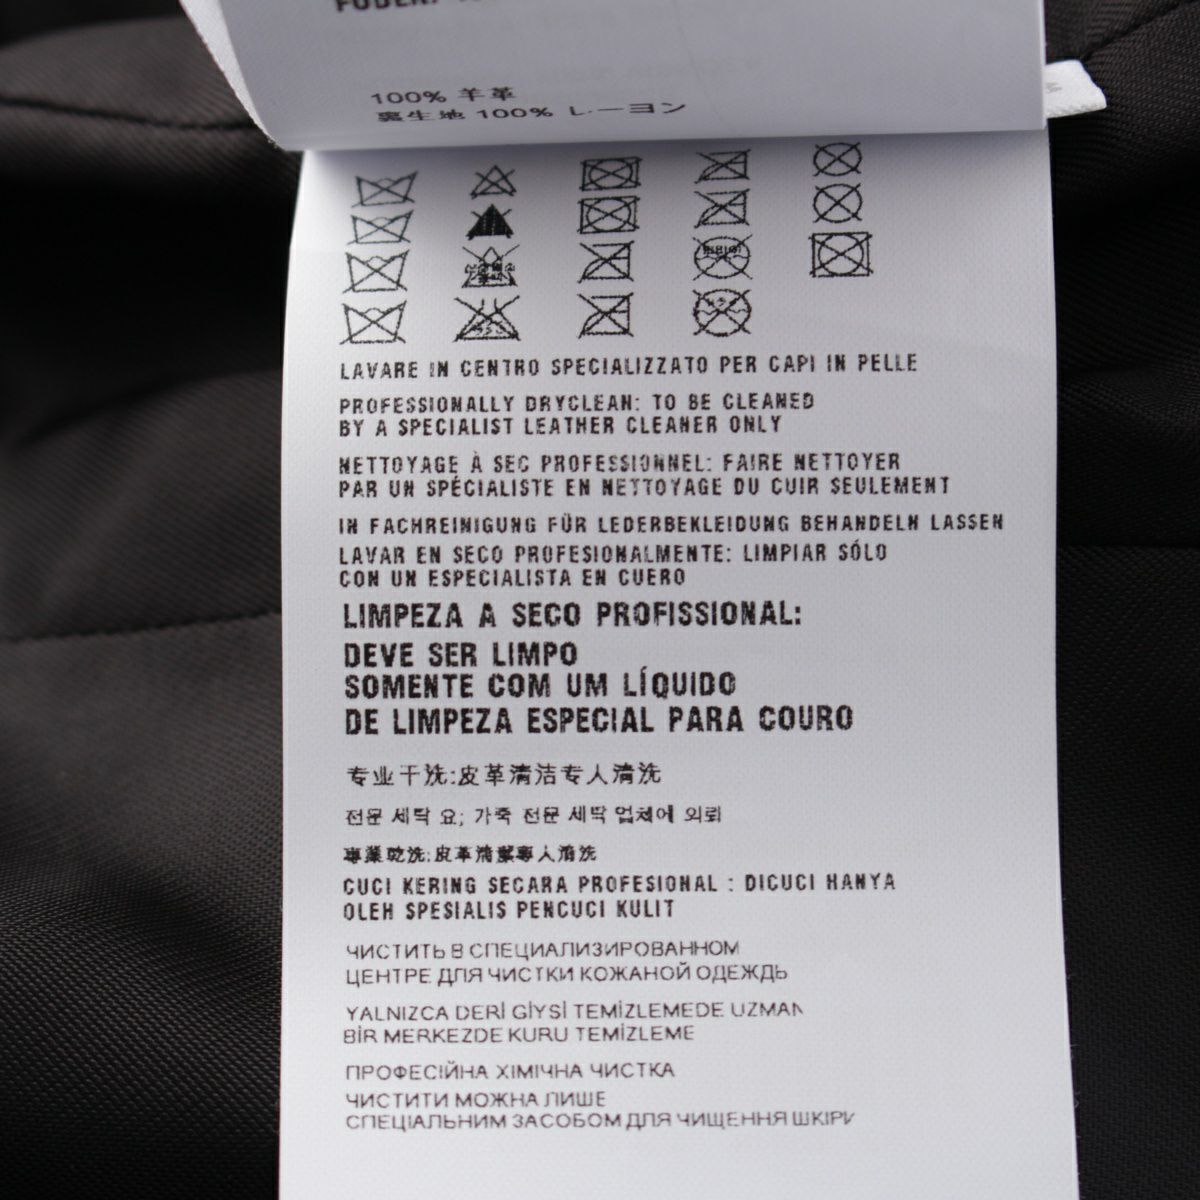 100% 羊革
裏生地 100% レーヨン
LAVARE IN CENTRO SPECIALIZZATO PER CAPI IN PELLE
PROFESSIONALLY DRYCLEAN: TO BE CLEANED
BY A SPECIALIST LEATHER CLEANER ONLY
NETTOYAGE À SEC PROFESSIONNEL: FAIRE NETTOYER
PAR UN SPÉCIALISTE EN NETTOYAGE DU CUIR SEULEMENT
IN FACHREINIGUNG FÜR LEDERBEKLEIDUNG BEHANDELN LASSEN
LAVAR EN SECO PROFESIONALMENTE: LIMPIAR SÓLO
CON UN ESPECIALISTA EN CUERO
LIMPEZA A SECO PROFISSIONAL:
DEVE SER LIMPO
SOMENTE COM UM LÍQUIDO
DE LIMPEZA ESPECIAL PARA COURO
专业干洗:皮革清洁专人清洗
전문 세탁 요; 가죽 전문 세탁 업체에 의뢰
專業乾洗:皮革清潔專人清洗
CUCI KERING SECARA PROFESIONAL : DICUCI HANYA
OLEH SPESIALIS PENCUCI KULIT
ЧИСТИТЬ В СПЕЦИАЛИЗИРОВАННОМ
ЦЕНТРЕ ДЛЯ ЧИСТКИ КОЖАНОЙ ОДЕЖДЬ
YALNIZCA DERİ GİYSİ TEMİZLEMEDE UZMAN
BİR MERKEZDE KURU TEMİZLEME
ПРОФЕСІЙНА ХІМІЧНА ЧИСТКА
ЧИСТИТИ МОЖНА ЛИШЕ
СПЕЦІАЛЬНИМ ЗАСОБОМ ДЛЯ ЧИЩЕННЯ ШКІРИ